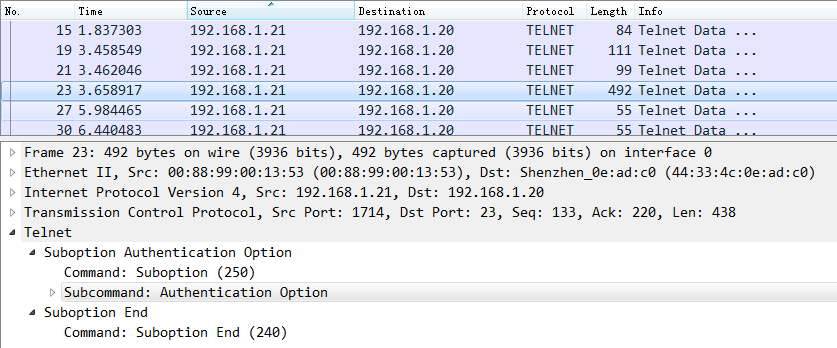 No. Time Source Destination Protocol Length Info
15 1.837303 192.168.1.21 192.168.1.20 TELNET 84 Telnet Data ...
19 3.458549 192.168.1.21 192.168.1.20 TELNET 111 Telnet Data ...
21 3.462046 192.168.1.21 192.168.1.20 TELNET 99 Telnet Data ...
23 3.658917 192.168.1.21 192.168.1.20 TELNET 492 Telnet Data ...
27 5.984465 192.168.1.21 192.168.1.20 TELNET 55 Telnet Data ...
30 6.440483 192.168.1.21 192.168.1.20 TELNET 55 Telnet Data ...
Frame 23: 492 bytes on wire (3936 bits), 492 bytes captured (3936 bits) on interface 0
Ethernet II, Src: 00:88:99:00:13:53 (00:88:99:00:13:53), Dst: Shenzhen_0e:ad:c0 (44:33:4c:0e:ad:c0)
Internet Protocol Version 4, Src: 192.168.1.21, Dst: 192.168.1.20
Transmission Control Protocol, Src Port: 1714, Dst Port: 23, Seq: 133, Ack: 220, Len: 438
Telnet
Suboption Authentication Option
Command: Suboption (250)
Subcommand: Authentication Option
Suboption End
Command: Suboption End (240)